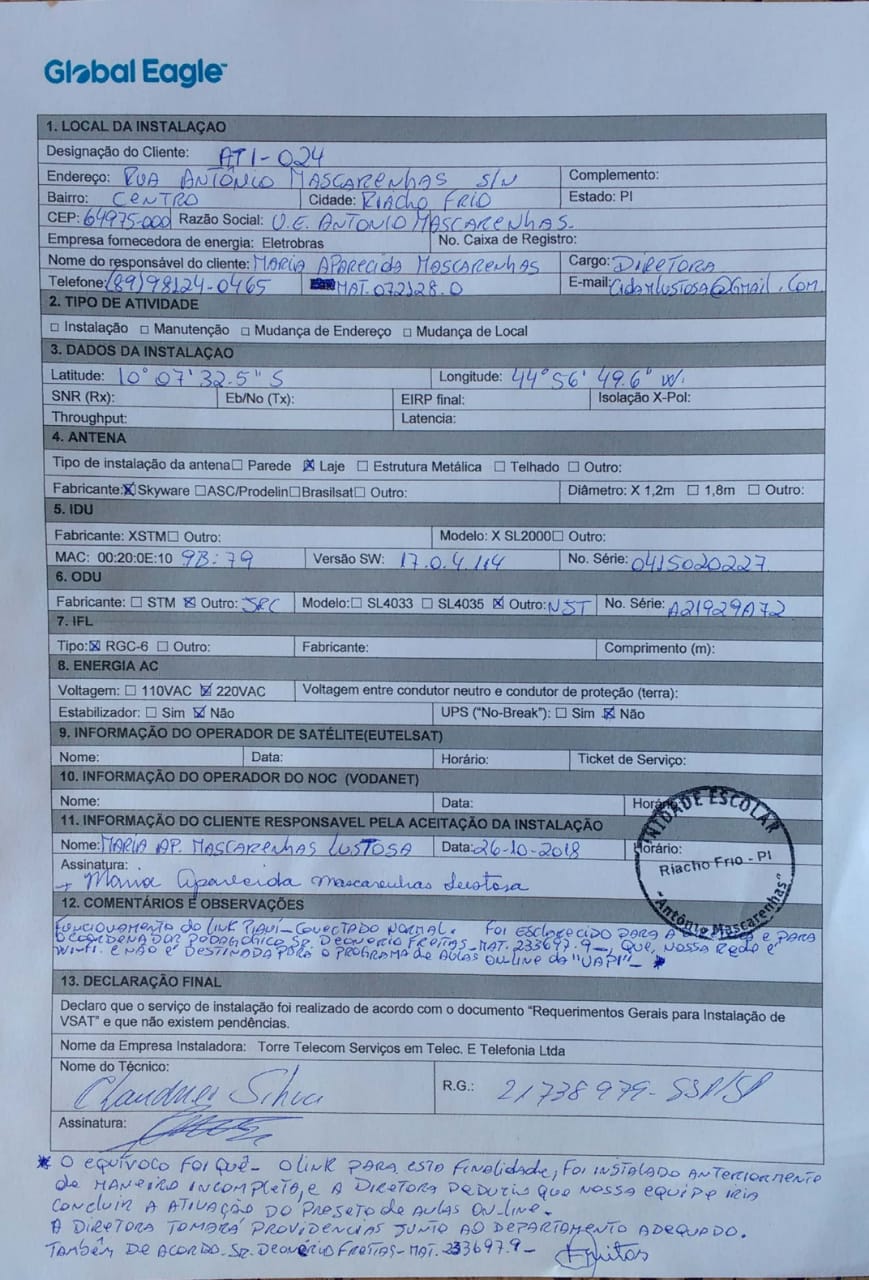 Global Eagle™
1. LOCAL DA INSTALAÇAO
Designação do Cliente: ATI-024
Endereço: RUA ANTÔNIO MASCARENHAS S/N Complemento:
Bairro: CENTRO Cidade: RIACHO FRIO Estado: PI
CEP: 64975-000 Razão Social: U.E. ANTONIO MASCARENHAS.
Empresa fornecedora de energia: Eletrobras No. Caixa de Registro:
Nome do responsável do cliente: MARIA APARECIDA MASCARENHAS Cargo: DIRETORA
Telefone: (89) 98124-0465 MAT. 072128.0 E-mail: Cidamlustosa@gmail.com.
2. TIPO DE ATIVIDADE
☐ Instalação ☐ Manutenção ☐ Mudança de Endereço ☐ Mudança de Local
3. DADOS DA INSTALAÇAO
Latitude: 10° 07' 32.5" S Longitude: 44° 56' 49.6" W.
SNR (Rx): Eb/No (Tx): EIRP final: Isolação X-Pol:
Throughput: Latencia:
4. ANTENA
Tipo de instalação da antena ☐ Parede ☒ Laje ☐ Estrutura Metálica ☐ Telhado ☐ Outro:
Fabricante: ☒ Skyware ☐ ASC/Prodelin ☐ Brasilsat ☐ Outro: Diâmetro: X 1,2m ☐ 1,8m ☐ Outro:
5. IDU
Fabricante: XSTM ☐ Outro: Modelo: X SL2000 ☐ Outro:
MAC: 00:20:0E:10 9B:79 Versão SW: 17.0.4.1.4 No. Série: 0415020227
6. ODU
Fabricante: ☐ STM ☒ Outro: JRC Modelo: ☐ SL4033 ☐ SL4035 ☒ Outro: NJT No. Série: A21929A72
7. IFL
Tipo: ☒ RGC-6 ☐ Outro: Fabricante: Comprimento (m):
8. ENERGIA AC
Voltagem: ☐ 110VAC ☒ 220VAC Voltagem entre condutor neutro e condutor de proteção (terra):
Estabilizador: ☐ Sim ☒ Não UPS ("No-Break"): ☐ Sim ☒ Não
9. INFORMAÇÃO DO OPERADOR DE SATÉLITE(EUTELSAT)
Nome: Data: Horário: Ticket de Serviço:
10. INFORMAÇÃO DO OPERADOR DO NOC (VODANET)
Nome: Data: Horário
11. INFORMAÇÃO DO CLIENTE RESPONSAVEL PELA ACEITAÇÃO DA INSTALAÇÃO
Nome: MARIA AP. MASCARENHAS LUSTOSA Data: 26-10-2018 Horário:
UNIDADE ESCOLAR
Riacho Frio - PI
"Antônio Mascarenhas"
Assinatura:
Maria Aparecida Mascarenhas Lustosa
12. COMENTÁRIOS E OBSERVAÇÕES
FUNCIONAMENTO do LINK PIAUÍ-CONECTADO NORMAL. FOI ESCLARECIDO PARA A E PARA
O COORDENADOR PEDAGÓGICO SR. DEONERIO FREITAS-MAT. 233697.9-, QUE, NOSSA REDE É
WI-FI. E NÃO É DESTINADA PARA O PROGRAMA de AULAS ON-LINE da "UAPI"- *
13. DECLARAÇÃO FINAL
Declaro que o serviço de instalação foi realizado de acordo com o documento "Requerimentos Gerais para Instalação de
VSAT" e que não existem pendências.
Nome da Empresa Instaladora: Torre Telecom Serviços em Telec. E Telefonia Ltda
Nome do Técnico:
Claudnei Silva R.G.: 21738979-SSP/SP
Assinatura:
* O EQUÍVOCO FOI QUÊ- O LINK PARA ESTA FINALIDADE, FOI INSTALADO ANTERIORMENTE
de MANEIRA INCOMPLETA, E A DIRETORA DEDUZIU QUE NOSSA EQUIPE IRIA
CONCLUIR A ATIVAÇÃO DO PROJETO DE AULAS ON-LINE.
A DIRETORA TOMARÁ PROVIDENCIAS JUNTO AO DEPARTAMENTO ADEQUADO.
TAMBÉM DE ACORDO. SR. DEONÉRIO FREITAS-MAT. 233697.9-